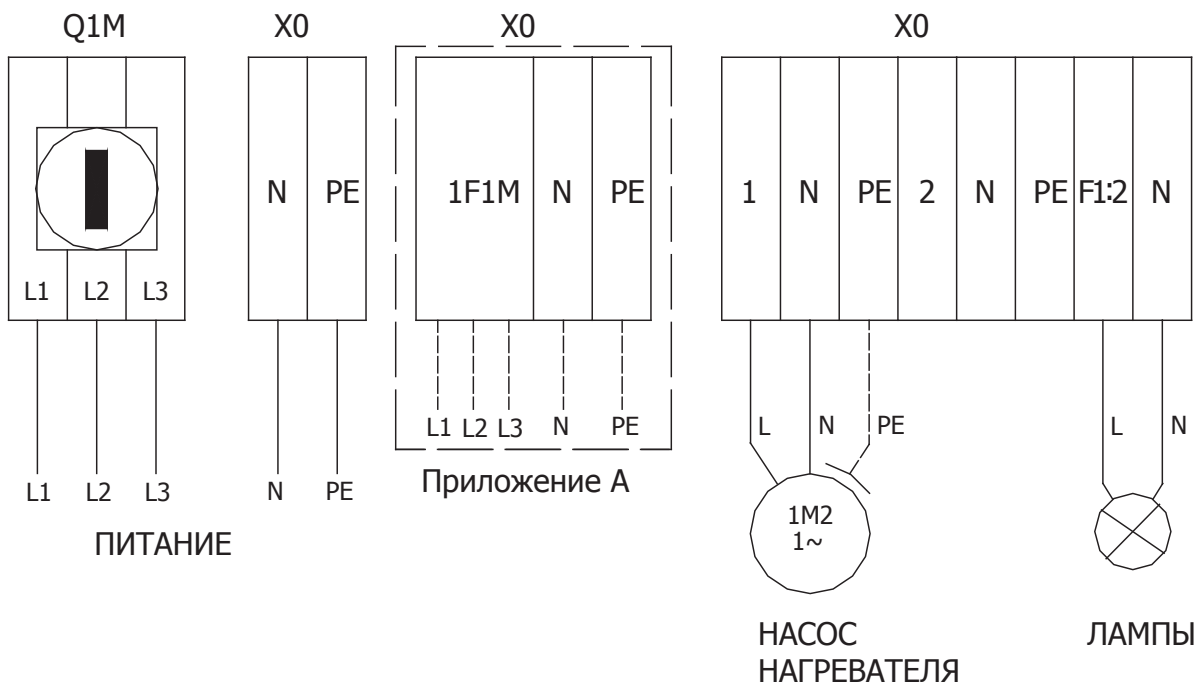 Q1M X0 X0 X0
N PE 1F1M N PE 1 N PE 2 N PE F1:2 N
L1 L2 L3
L1 L2 L3 N PE L N PE L N
Приложение A
L1 L2 L3 N PE
1M2
1~
ПИТАНИЕ
НАСОС
НАГРЕВАТЕЛЯ
ЛАМПЫ